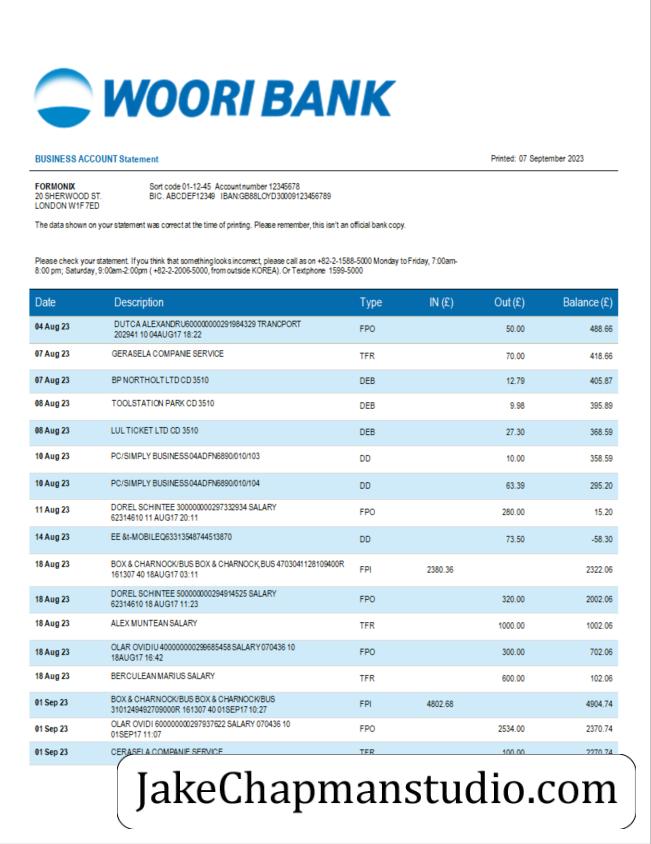 WOORI BANK
BUSINESS ACCOUNT Statement Printed: 07 September 2023
FORMONIX Sort code 01-12-45 Account number 12345678
20 SHERWOOD ST. BIC. ABCDEF12349 IBAN:GB88LOYD30009123456789
LONDON W1F7ED
The data shown on your statement was correct at the time of printing. Please remember, this isn't an official bank copy.
Please check your statement. If you think that something looks incorrect, please call as on +82-2-1588-5000 Monday to Friday, 7:00am-
8:00 pm; Saturday, 9:00am-2:00pm ( +82-2-2006-5000, from outside KOREA). Or Textphone 1599-5000
Date Description Type IN (£) Out (£) Balance (£)
04 Aug 23 DUTCA ALEXANDRU600000000291984329 TRANCPORT FPO 50.00 488.66
202941 10 04AUG17 18:22
07 Aug 23 GERASELA COMPANIE SERVICE TFR 70.00 418.66
07 Aug 23 BP NORTHOLT LTD CD 3510 DEB 12.79 405.87
08 Aug 23 TOOLSTATION PARK CD 3510 DEB 9.98 395.89
08 Aug 23 LUL TICKET LTD CD 3510 DEB 27.30 368.59
10 Aug 23 PC/SIMPLY BUSINESS04ADFN6890/010/103 DD 10.00 358.59
10 Aug 23 PC/SIMPLY BUSINESS04ADFN6890/010/104 DD 63.39 295.20
11 Aug 23 DOREL SCHINTEE 300000000297332934 SALARY FPO 280.00 15.20
62314610 11 AUG17 20:11
14 Aug 23 EE &t-MOBILEQ63313548744513870 DD 73.50 -58.30
18 Aug 23 BOX & CHARNOCK/BUS BOX & CHARNOCK,BUS 4703041128109400R FPI 2380.36 2322.06
161307 40 18AUG17 03:11
18 Aug 23 DOREL SCHINTEE 500000000294914525 SALARY FPO 320.00 2002.06
62314610 18 AUG17 11:23
18 Aug 23 ALEX MUNTEAN SALARY TFR 1000.00 1002.06
18 Aug 23 OLAR OVIDIU 400000000299685458 SALARY 070436 10 FPO 300.00 702.06
18AUG17 16:42
18 Aug 23 BERCULEAN MARIUS SALARY TFR 600.00 102.06
01 Sep 23 BOX & CHARNOCK/BUS BOX & CHARNOCK/BUS FPI 4802.68 4904.74
3101249492709000R 161307 40 01SEP17 10:27
01 Sep 23 OLAR OVIDI 600000000297937622 SALARY 070436 10 FPO 2534.00 2370.74
01SEP17 11:07
01 Sep 23 CERASELA COMPANIE SERVICE TFR 100.00 2270.74
JakeChapmanstudio.com